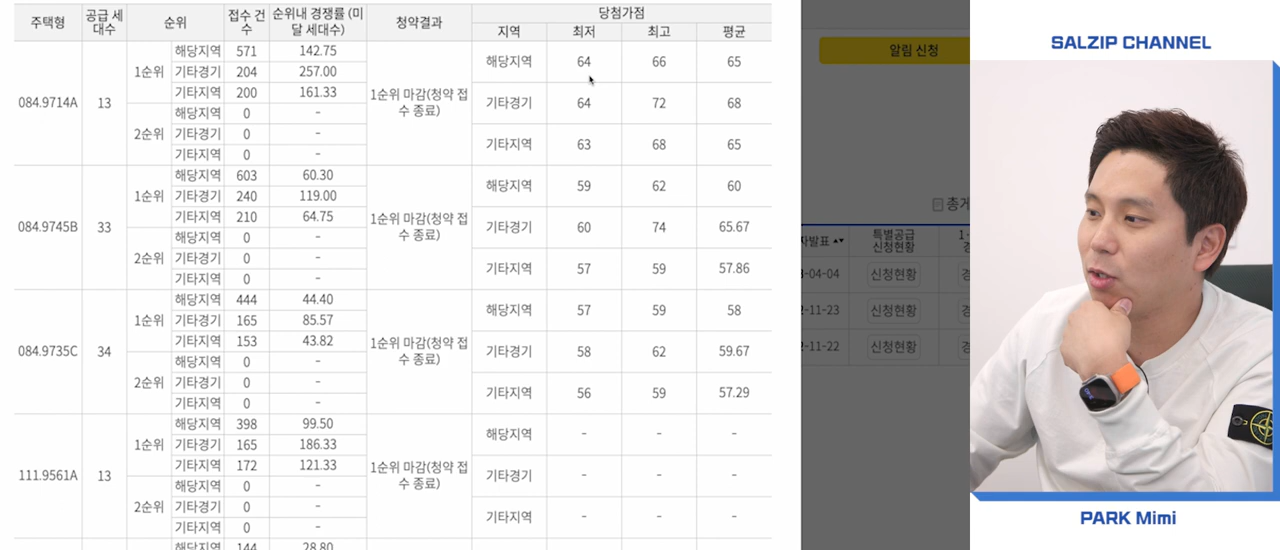 주택형 공급 세대수 순위 접수 건수 순위내 경쟁률 (미달 세대수) 청약결과 당첨가점
지역 최저 최고 평균
084.9714A 13 1순위 해당지역 571 142.75 1순위 마감(청약 접수 종료) 해당지역 64 66 65
기타경기 204 257.00
기타지역 200 161.33 기타경기 64 72 68
2순위 해당지역 0 -
기타경기 0 - 기타지역 63 68 65
기타지역 0 -
084.9745B 33 1순위 해당지역 603 60.30 1순위 마감(청약 접수 종료) 해당지역 59 62 60
기타경기 240 119.00
기타지역 210 64.75 기타경기 60 74 65.67
2순위 해당지역 0 -
기타경기 0 - 기타지역 57 59 57.86
기타지역 0 -
084.9735C 34 1순위 해당지역 444 44.40 1순위 마감(청약 접수 종료) 해당지역 57 59 58
기타경기 165 85.57
기타지역 153 43.82 기타경기 58 62 59.67
2순위 해당지역 0 -
기타경기 0 - 기타지역 56 59 57.29
기타지역 0 -
111.9561A 13 1순위 해당지역 398 99.50 1순위 마감(청약 접수 종료) 해당지역 - - -
기타경기 165 186.33
기타지역 172 121.33 기타경기 - - -
2순위 해당지역 0 -
기타경기 0 - 기타지역 - - -
기타지역 0 -
해당지역 144 28.80
알림 신청
총거
자발표 ▲▼ 특별공급 신청현황 1
3-04-04 신청현황
2-11-23 신청현황
2-11-22 신청현황
SALZIP CHANNEL
PARK Mimi